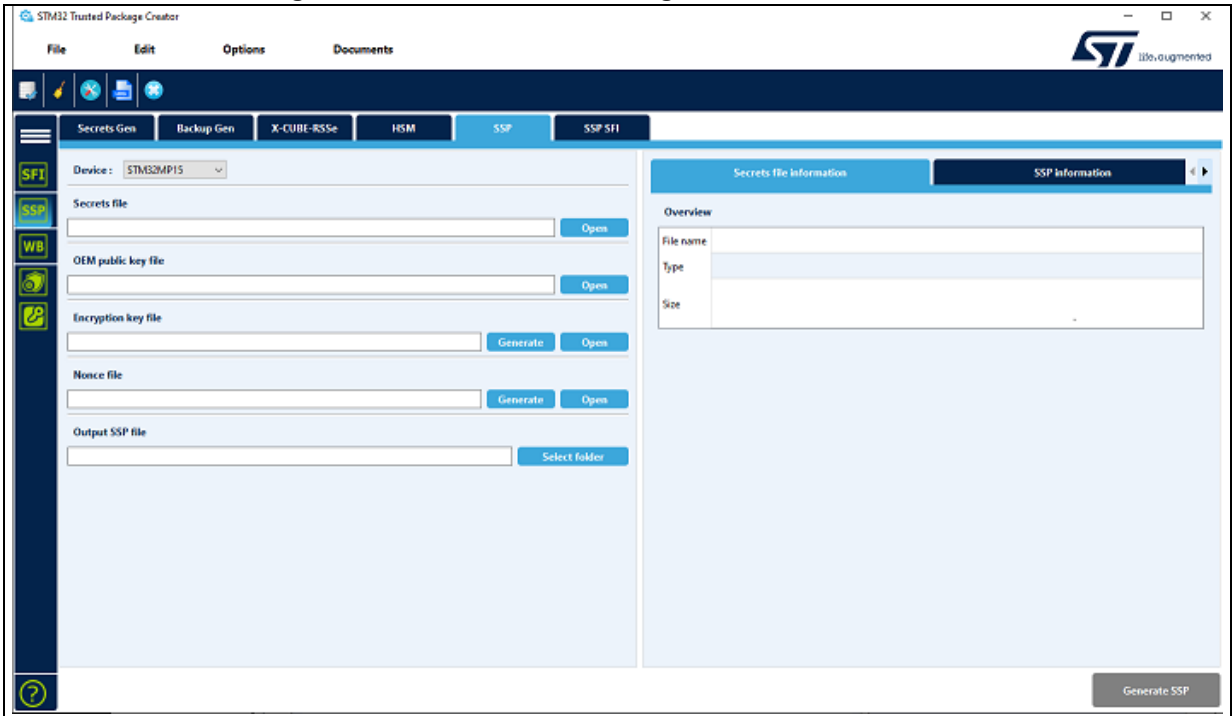 STM32 Trusted Package Creator
File Edit Options Documents
ST life.augmented
Secrets Gen Backup Gen X-CUBE-RSSe HSM SSP SSP SFI
SFI
SSP
WB
Device : STM32MP15
Secrets file
Open
OEM public key file
Open
Encryption key file
Generate Open
Nonce file
Generate Open
Output SSP file
Select folder
Secrets file information SSP information
Overview
File name
Type
Size
-
?
Generate SSP